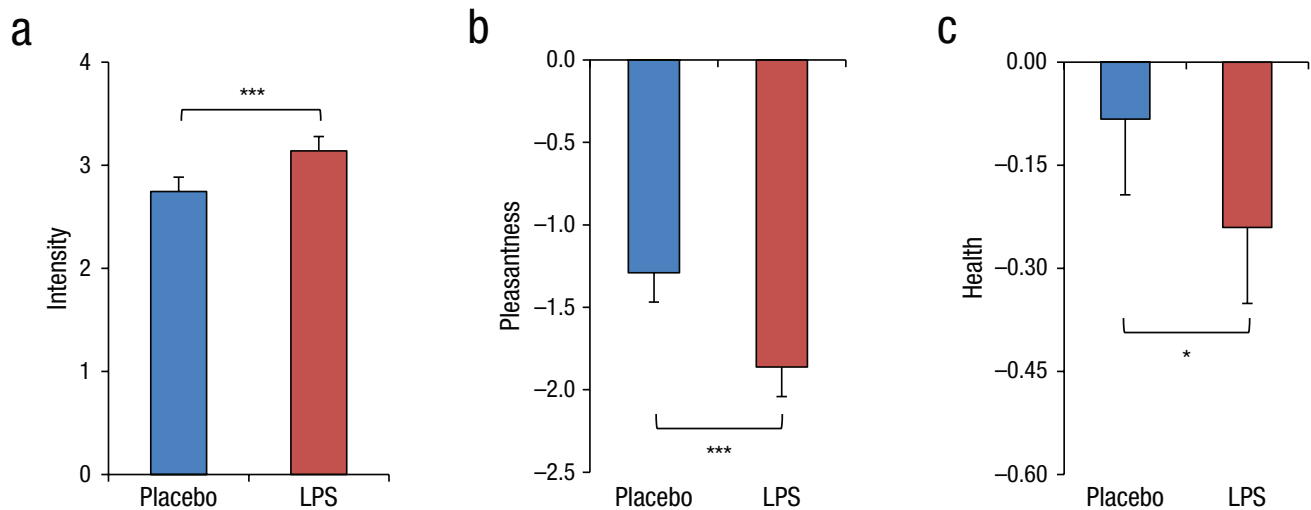 a
Intensity
4
3
2
1
0
***
Placebo LPS
b
Pleasantness
0.0
–0.5
–1.0
–1.5
–2.0
–2.5
***
Placebo LPS
c
Health
0.00
–0.15
–0.30
–0.45
–0.60
*
Placebo LPS